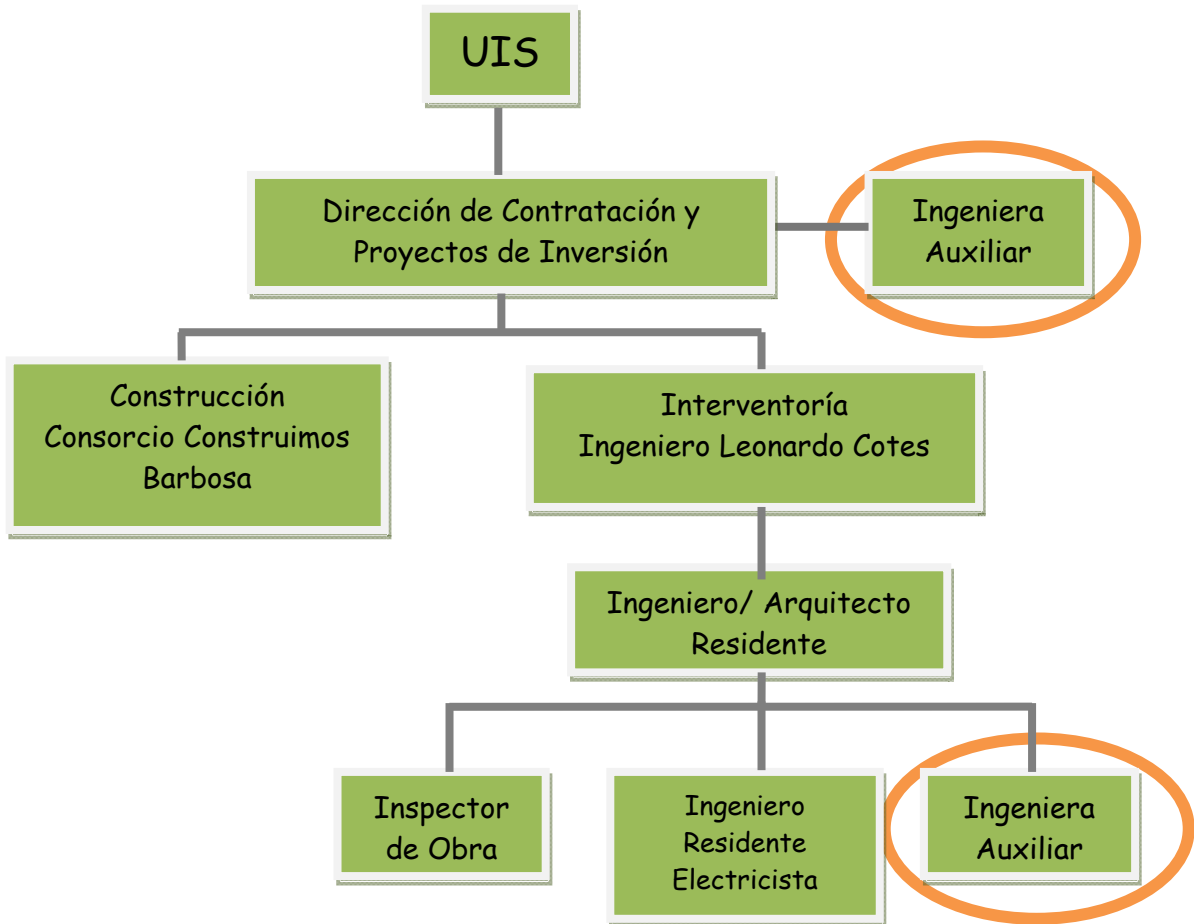 UIS
Dirección de Contratación y
Proyectos de Inversión
Ingeniera
Auxiliar
Construcción
Consorcio Construimos
Barbosa
Interventoría
Ingeniero Leonardo Cotes
Ingeniero/ Arquitecto
Residente
Inspector
de Obra
Ingeniero
Residente
Electricista
Ingeniera
Auxiliar